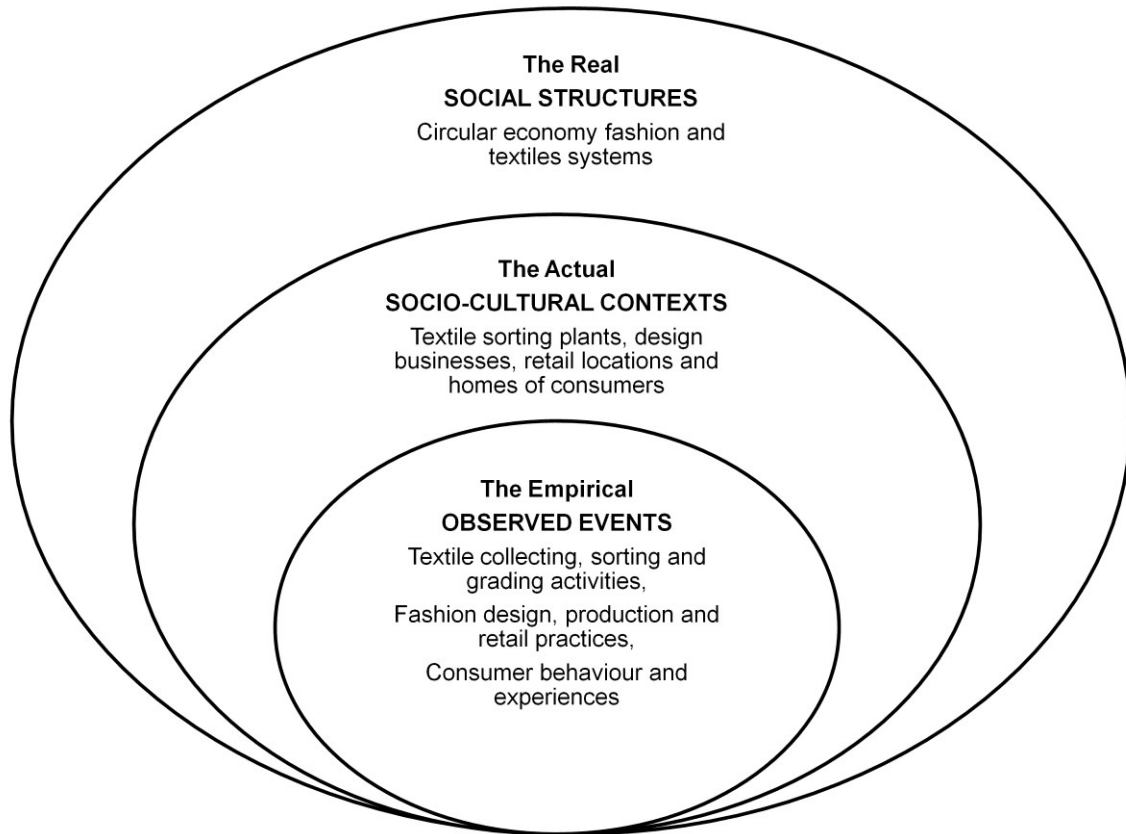 The Real
SOCIAL STRUCTURES
Circular economy fashion and
textiles systems
The Actual
SOCIO-CULTURAL CONTEXTS
Textile sorting plants, design
businesses, retail locations and
homes of consumers
The Empirical
OBSERVED EVENTS
Textile collecting, sorting and
grading activities,
Fashion design, production and
retail practices,
Consumer behaviour and
experiences